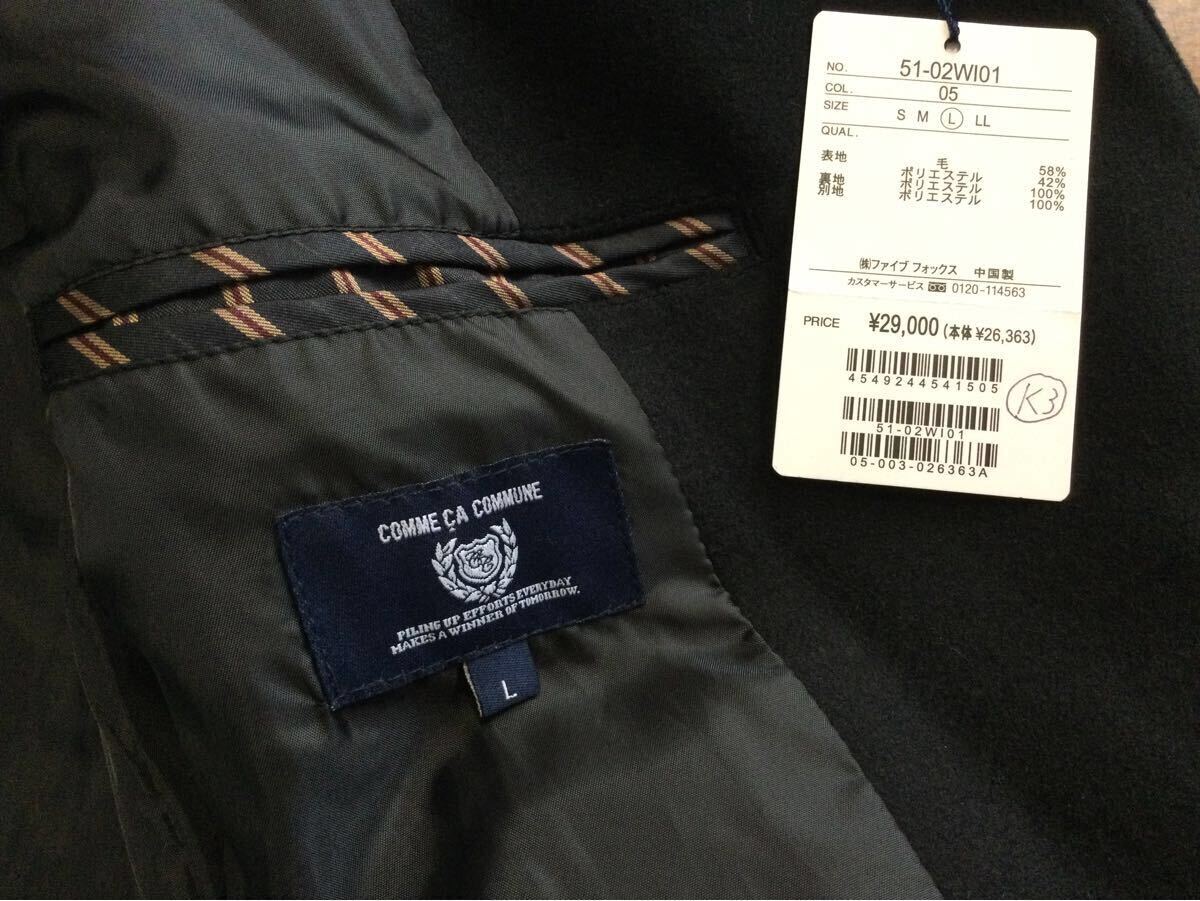 NO. 51-02WI01
COL. 05
SIZE S M L LL
QUAL.
表地 毛 58%
ポリエステル 42%
裏地 ポリエステル 100%
別地 ポリエステル 100%
㈱ファイブ フォックス 中国製
カスタマーサービス 0120-114563
PRICE ¥29,000 (本体 ¥26,363)
4549244541505
K3
51-02WI01
05-003-026363A
COMME ÇA COMMUNE
PILING UP EFFORTS EVERYDAY
MAKES A WINNER OF TOMORROW.
L